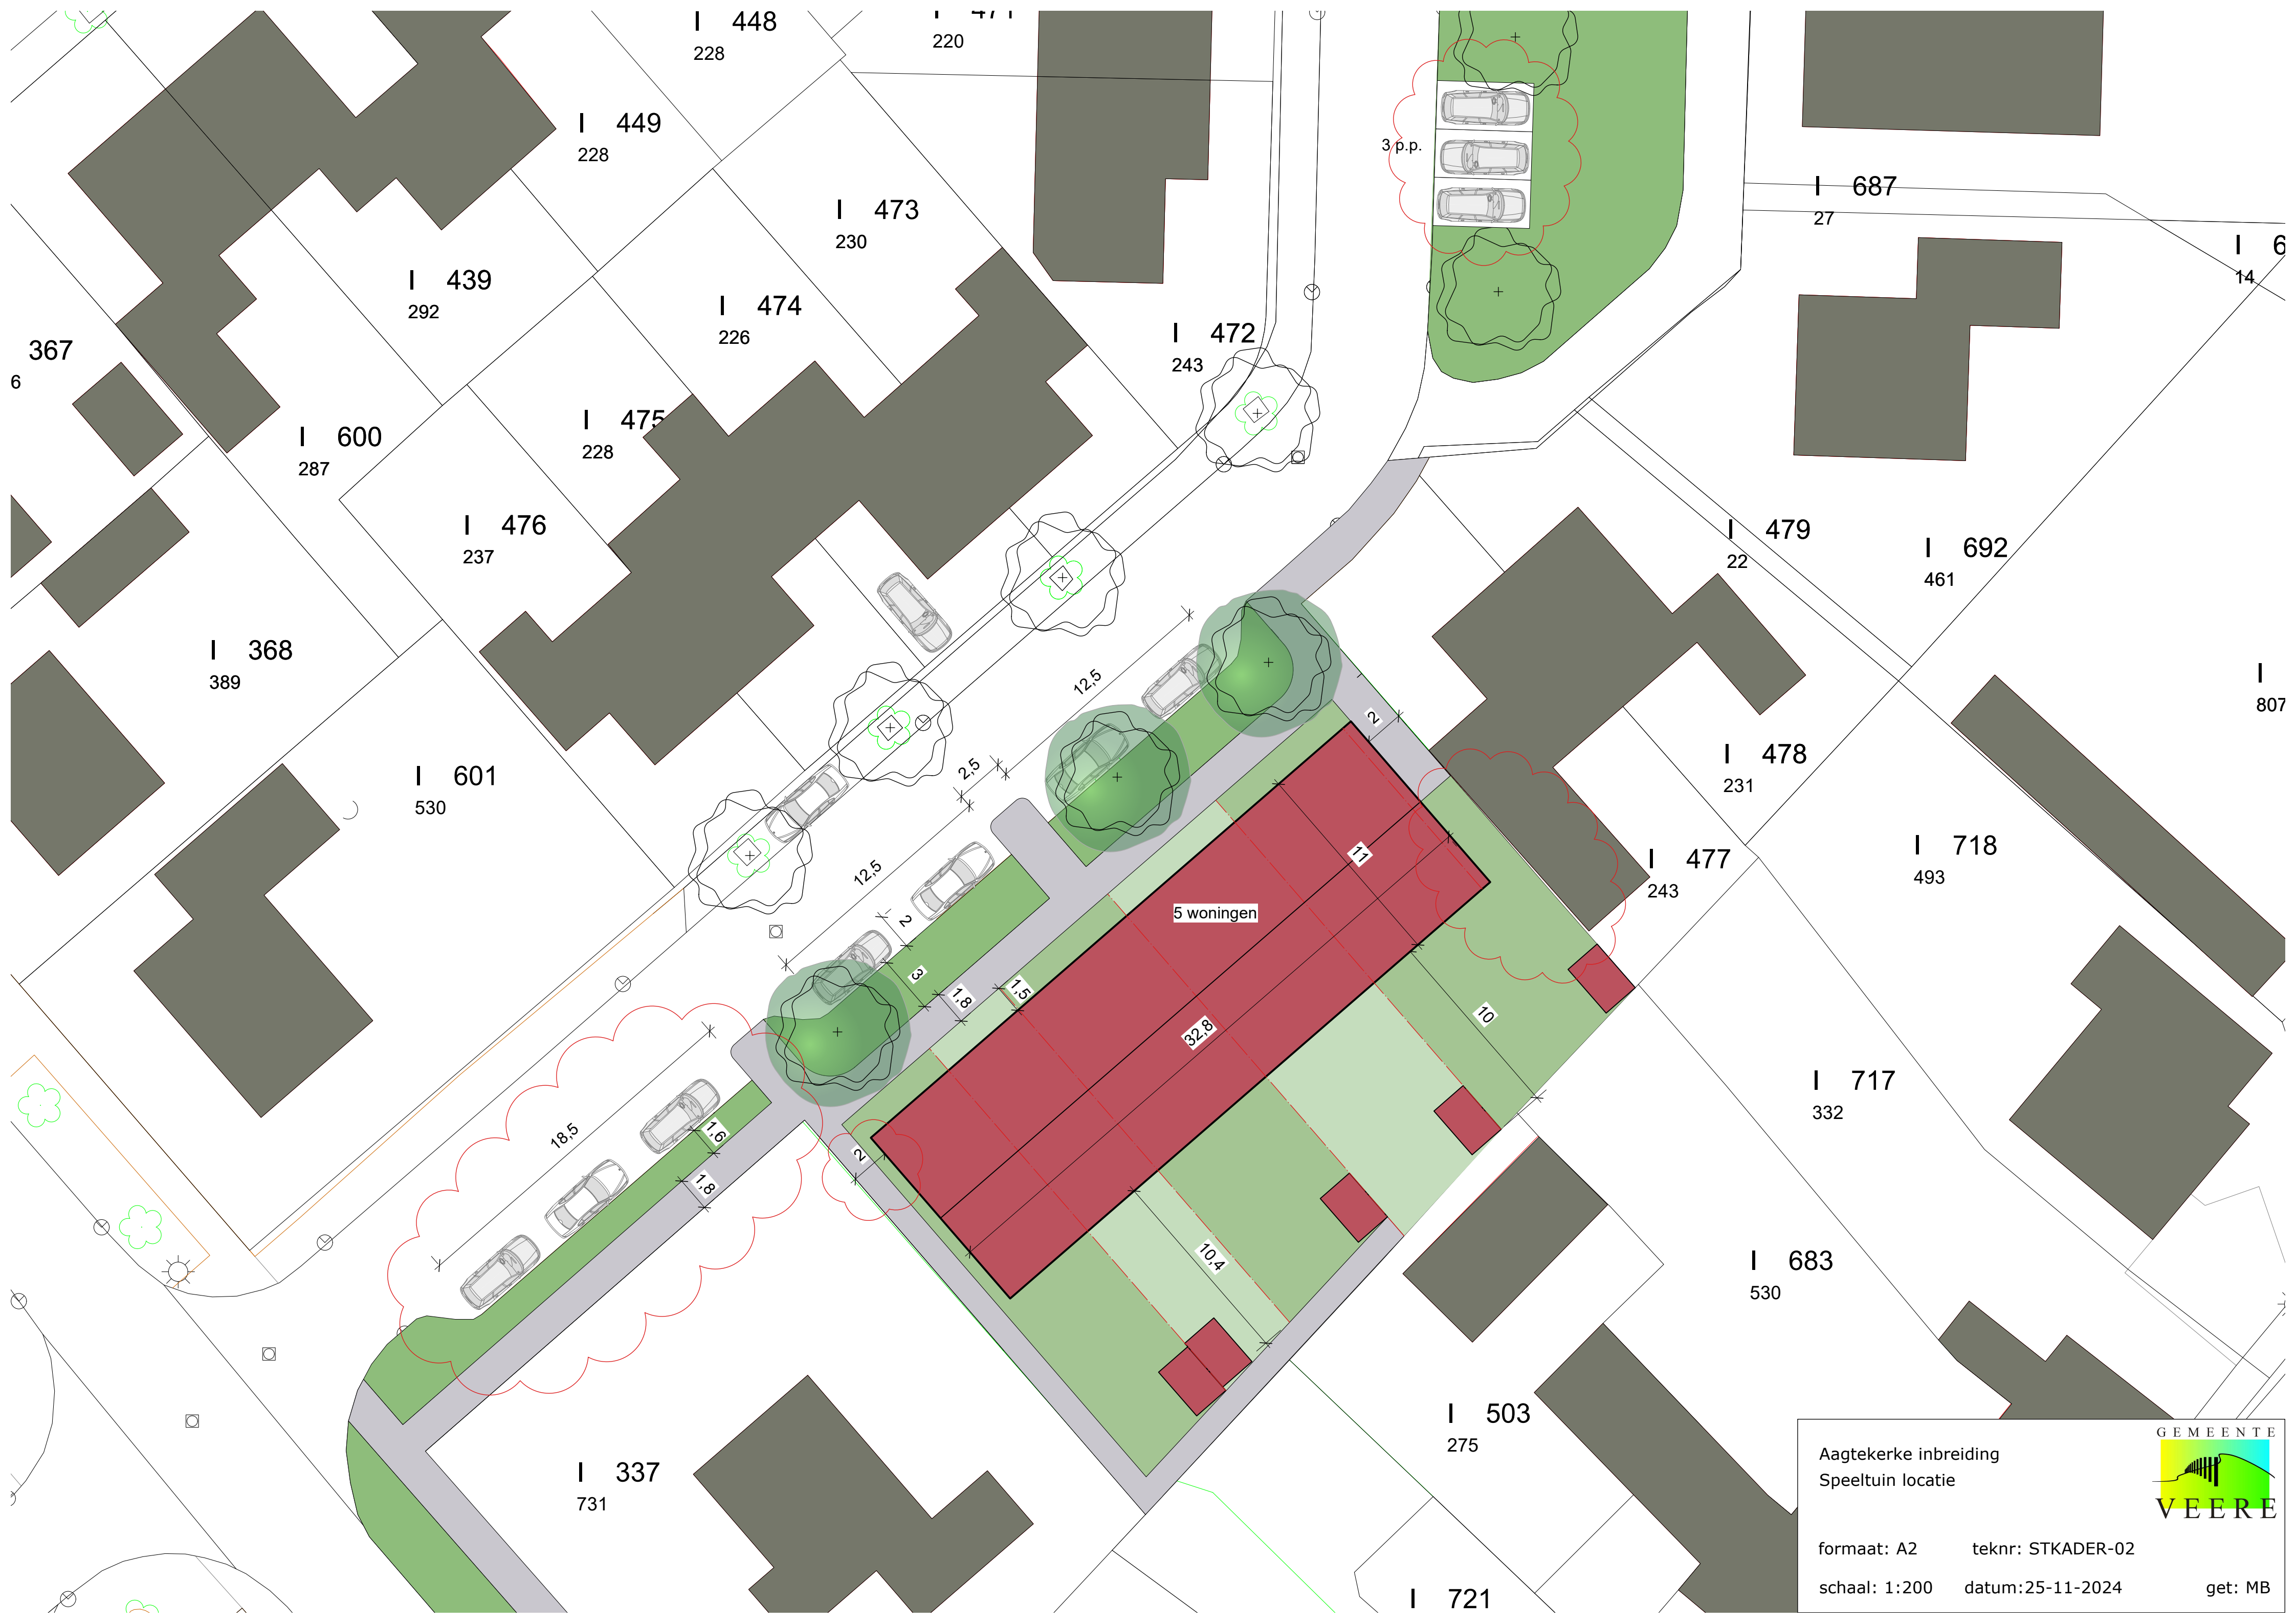 I 448
228
I 471
220
I 449
228
3 p.p.
I 473
230
I 687
27
I 6
14
I 439
292
I 474
226
I 472
243
367
6
I 600
287
I 475
228
I 476
237
I 479
22
I 692
461
I 368
389
I
807
12,5
2
2,5
I 601
530
I 478
231
12,5
11
I 477
243
I 718
493
5 woningen
2
3
1,8
1,5
10
32,8
18,5
1,6
1,8
2
I 717
332
10,4
I 683
530
I 503
275
I 337
731
I 721
Aagtekerke inbreiding
Speeltuin locatie
GEMEENTE
VEERE
formaat: A2 teknr: STKADER-02
schaal: 1:200 datum:25-11-2024 get: MB